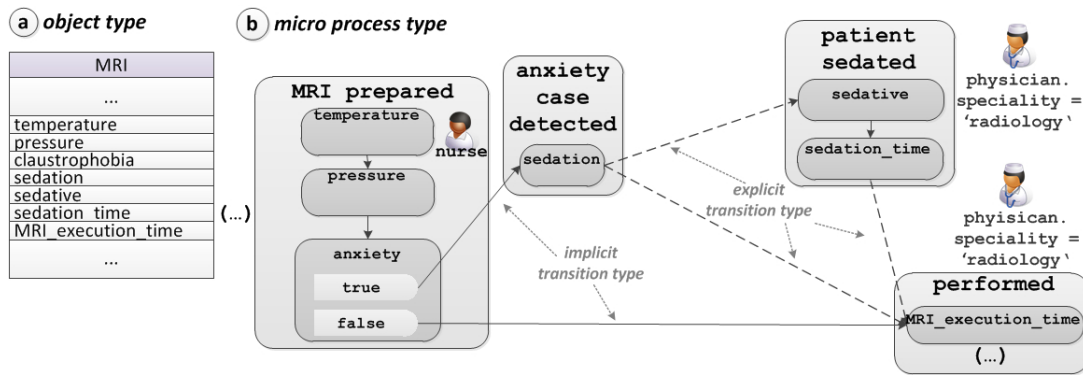 a object type
MRI
...
temperature
pressure
claustrophobia
sedation
sedative
sedation_time
MRI_execution_time
...
(...)
b micro process type
MRI prepared
temperature
nurse
pressure
anxiety
true
false
anxiety
case
detected
sedation
implicit
transition type
explicit
transition type
patient
sedated
sedative
sedation_time
physician.
speciality =
'radiology‘
phyisican.
speciality =
'radiology‘
performed
MRI_execution_time
(...)